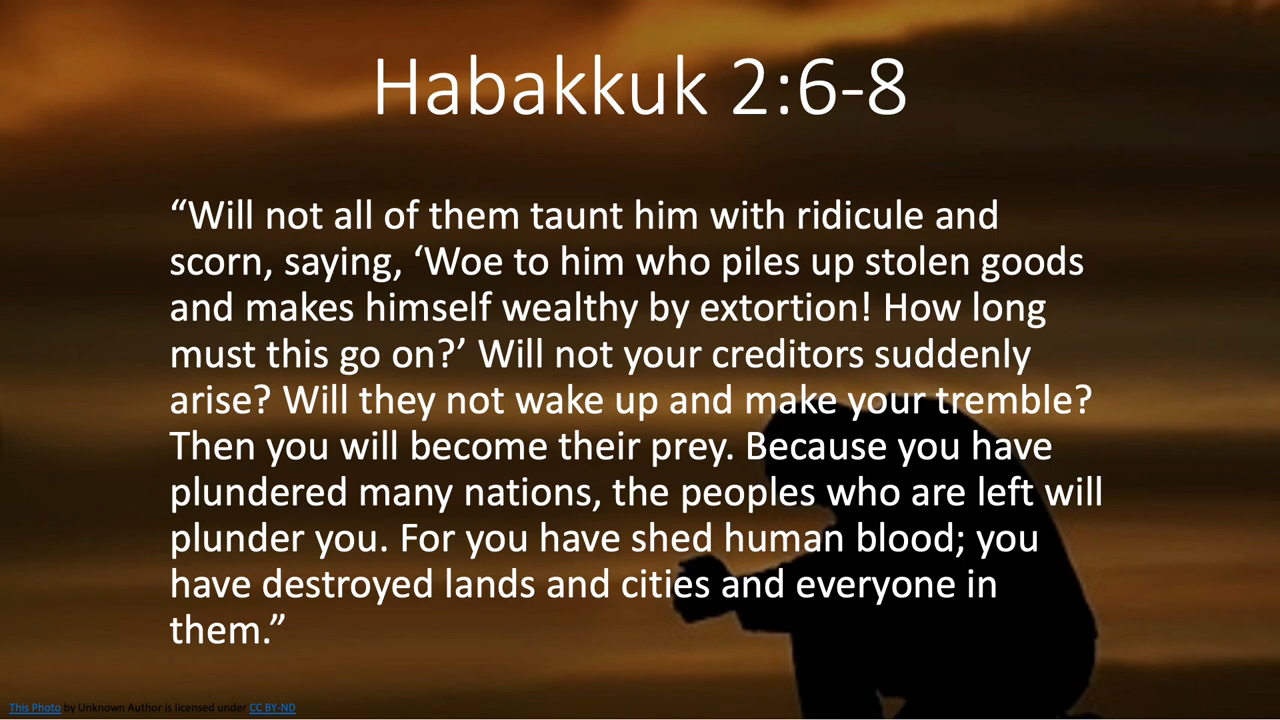 Habakkuk 2:6-8
“Will not all of them taunt him with ridicule and
scorn, saying, ‘Woe to him who piles up stolen goods
and makes himself wealthy by extortion! How long
must this go on?’ Will not your creditors suddenly
arise? Will they not wake up and make your tremble?
Then you will become their prey. Because you have
plundered many nations, the peoples who are left will
plunder you. For you have shed human blood; you
have destroyed lands and cities and everyone in
them.”
This Photo by Unknown Author is licensed under CC BY-ND